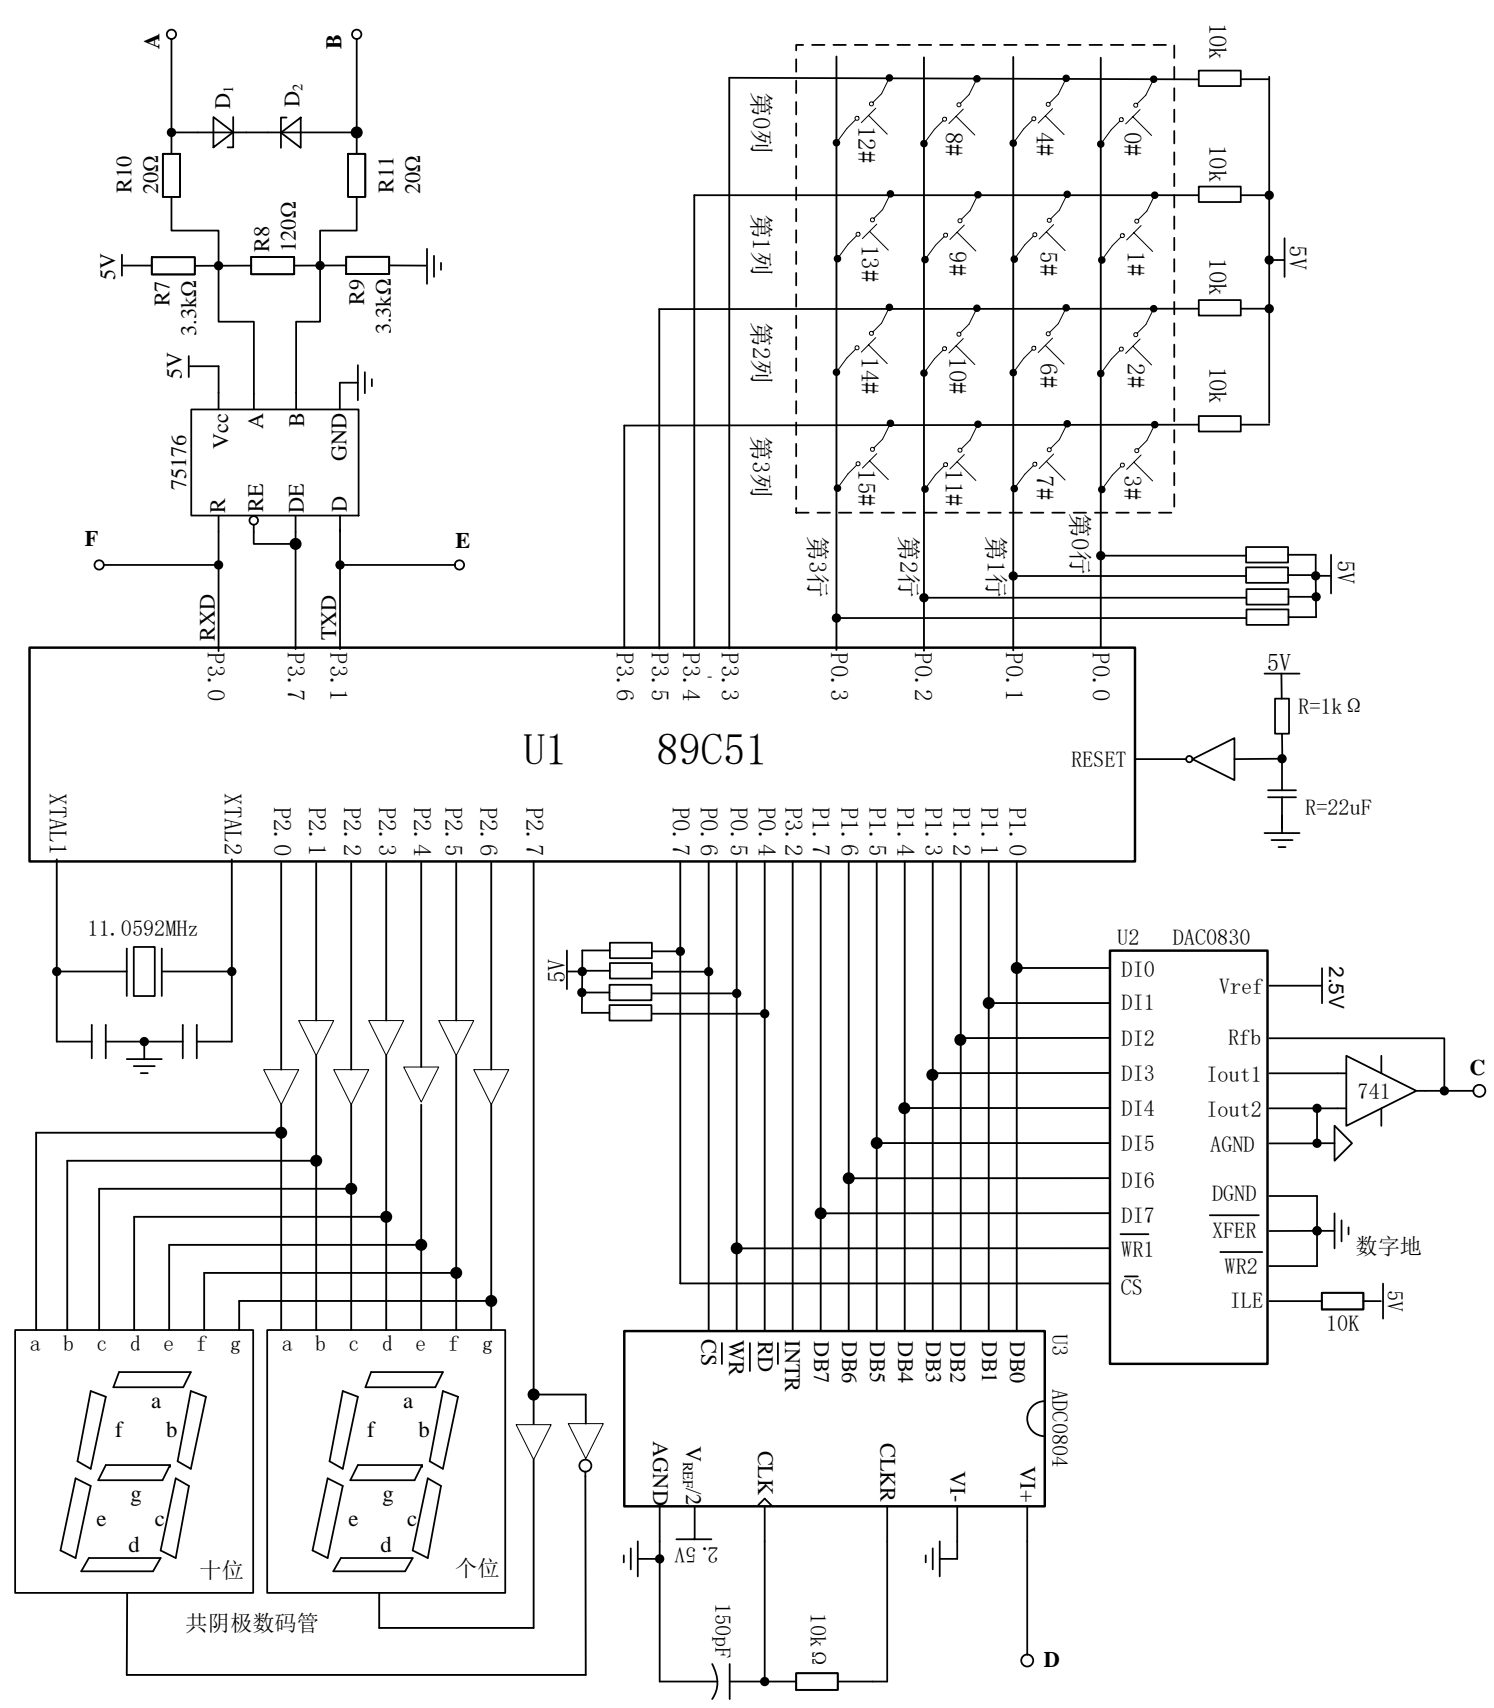 A
B
D1
D2
R10
20Ω
R11
20Ω
R8
120Ω
5V
R7
3.3kΩ
R9
3.3kΩ
5V
Vcc
A
B
GND
75176
R
RE
DE
D
F
E
RXD
TXD
第0列
12#
8#
4#
0#
10k
第1列
13#
9#
5#
1#
10k
5V
第2列
14#
10#
6#
2#
10k
第3列
15#
11#
7#
3#
10k
第3行
第2行
第1行
第0行
5V
P3.0
P3.7
P3.1
P3.6
P3.5
P3.4
P3.3
P0.3
P0.2
P0.1
P0.0
U1 89C51
RESET
5V
R=1kΩ
R=22uF
XTAL1
XTAL2
P2.0
P2.1
P2.2
P2.3
P2.4
P2.5
P2.6
P2.7
P0.7
P0.6
P0.5
P0.4
P3.2
P1.7
P1.6
P1.5
P1.4
P1.3
P1.2
P1.1
P1.0
11.0592MHz
5V
U2 DAC0830
DI0
DI1
DI2
DI3
DI4
DI5
DI6
DI7
WR1
CS
Vref
2.5V
Rfb
Iout1
Iout2
AGND
741
C
DGND
XFER
WR2
数字地
ILE
10K
5V
a b c d e f g
a b c d e f g
a
f b
g
e c
d
十位
a
f b
g
e c
d
个位
共阴极数码管
CS
WR
RD
INTR
DB7
DB6
DB5
DB4
DB3
DB2
DB1
DB0
U3
ADC0804
AGND
VREF/2
CLK
CLKR
VI-
VI+
2.5V
150pF
10kΩ
D